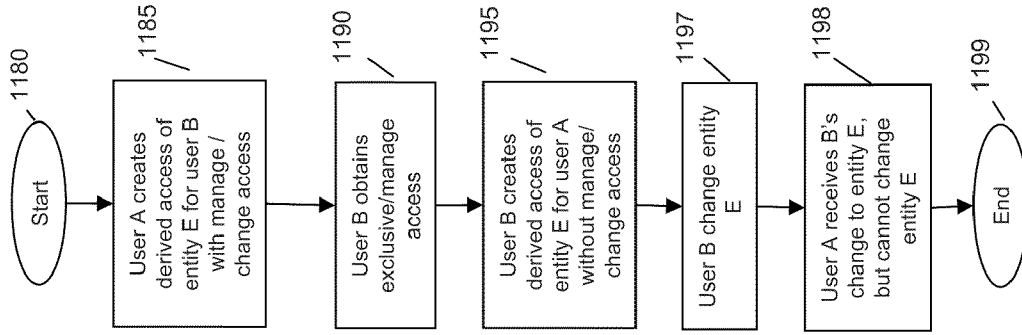 Start
1180
User A creates
derived access of
entity E for user B
with manage /
change access
1185
User B obtains
exclusive/manage
access
1190
User B creates
derived access of
entity E for user A
without manage/
change access
1195
User B change entity
E
1197
User A receives B's
change to entity E,
but cannot change
entity E
1198
End
1199